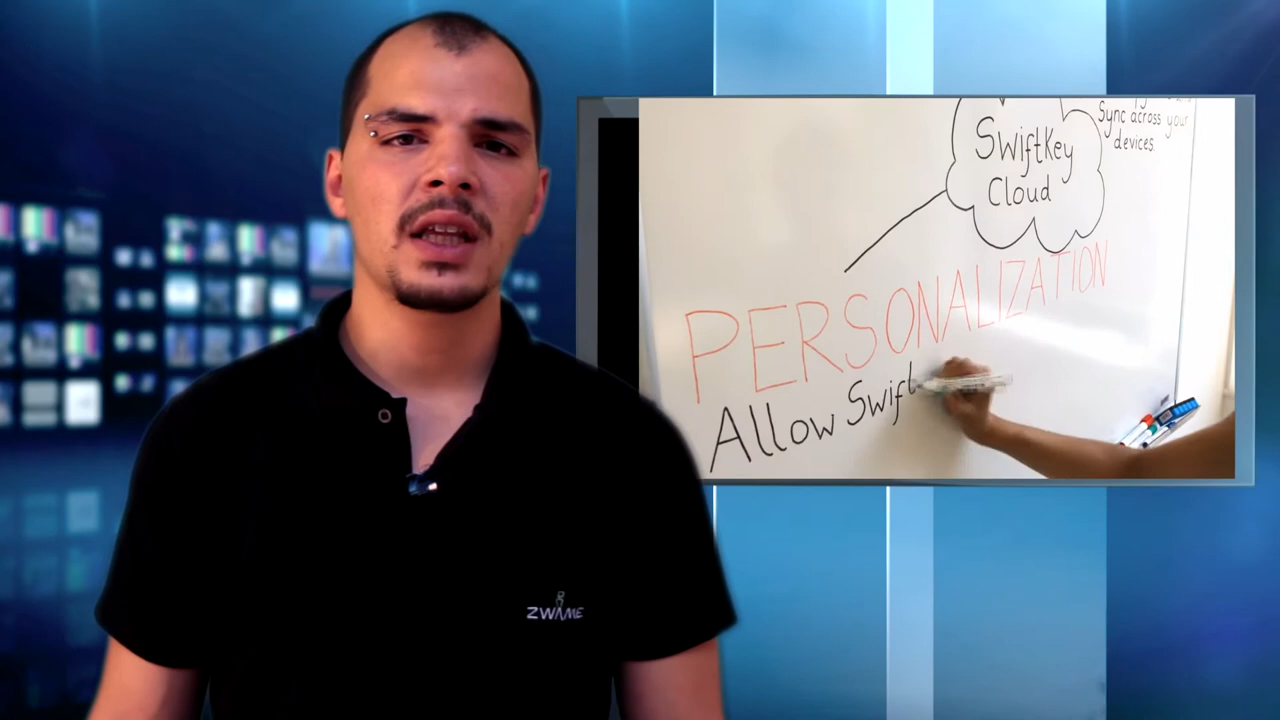 Sync across your
devices
SwiftKey
Cloud
PERSONALIZATION
Allow Swift
ZWAME